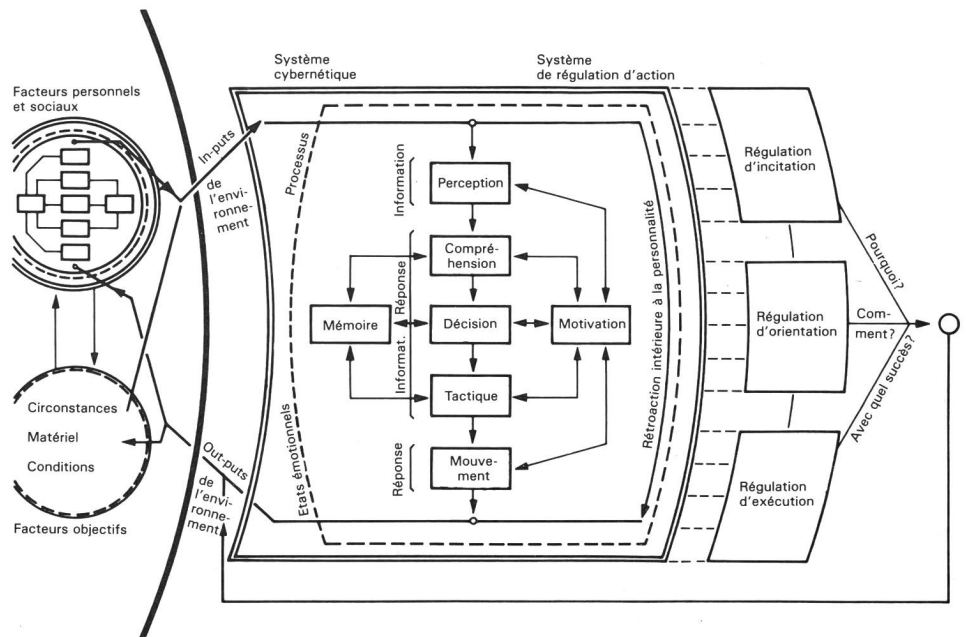 Système
cybernétique
Système
de régulation d'action
Facteurs personnels
et sociaux
In-puts
de
l'envi-
ronnement
Processus
Etats émotionnels
Information
Perception
Réponse
Informat.
Compré-
hension
Mémoire
Décision
Motivation
Tactique
Réponse
Mouve-
ment
Rétroaction intérieure à la personnalité
Régulation
d'incitation
Régulation
d'orientation
Régulation
d'exécution
Pourquoi?
Com-
ment?
Avec quel succès?
Circonstances
Matériel
Conditions
Facteurs objectifs
Out-puts
de
l'envi-
ronne-
ment